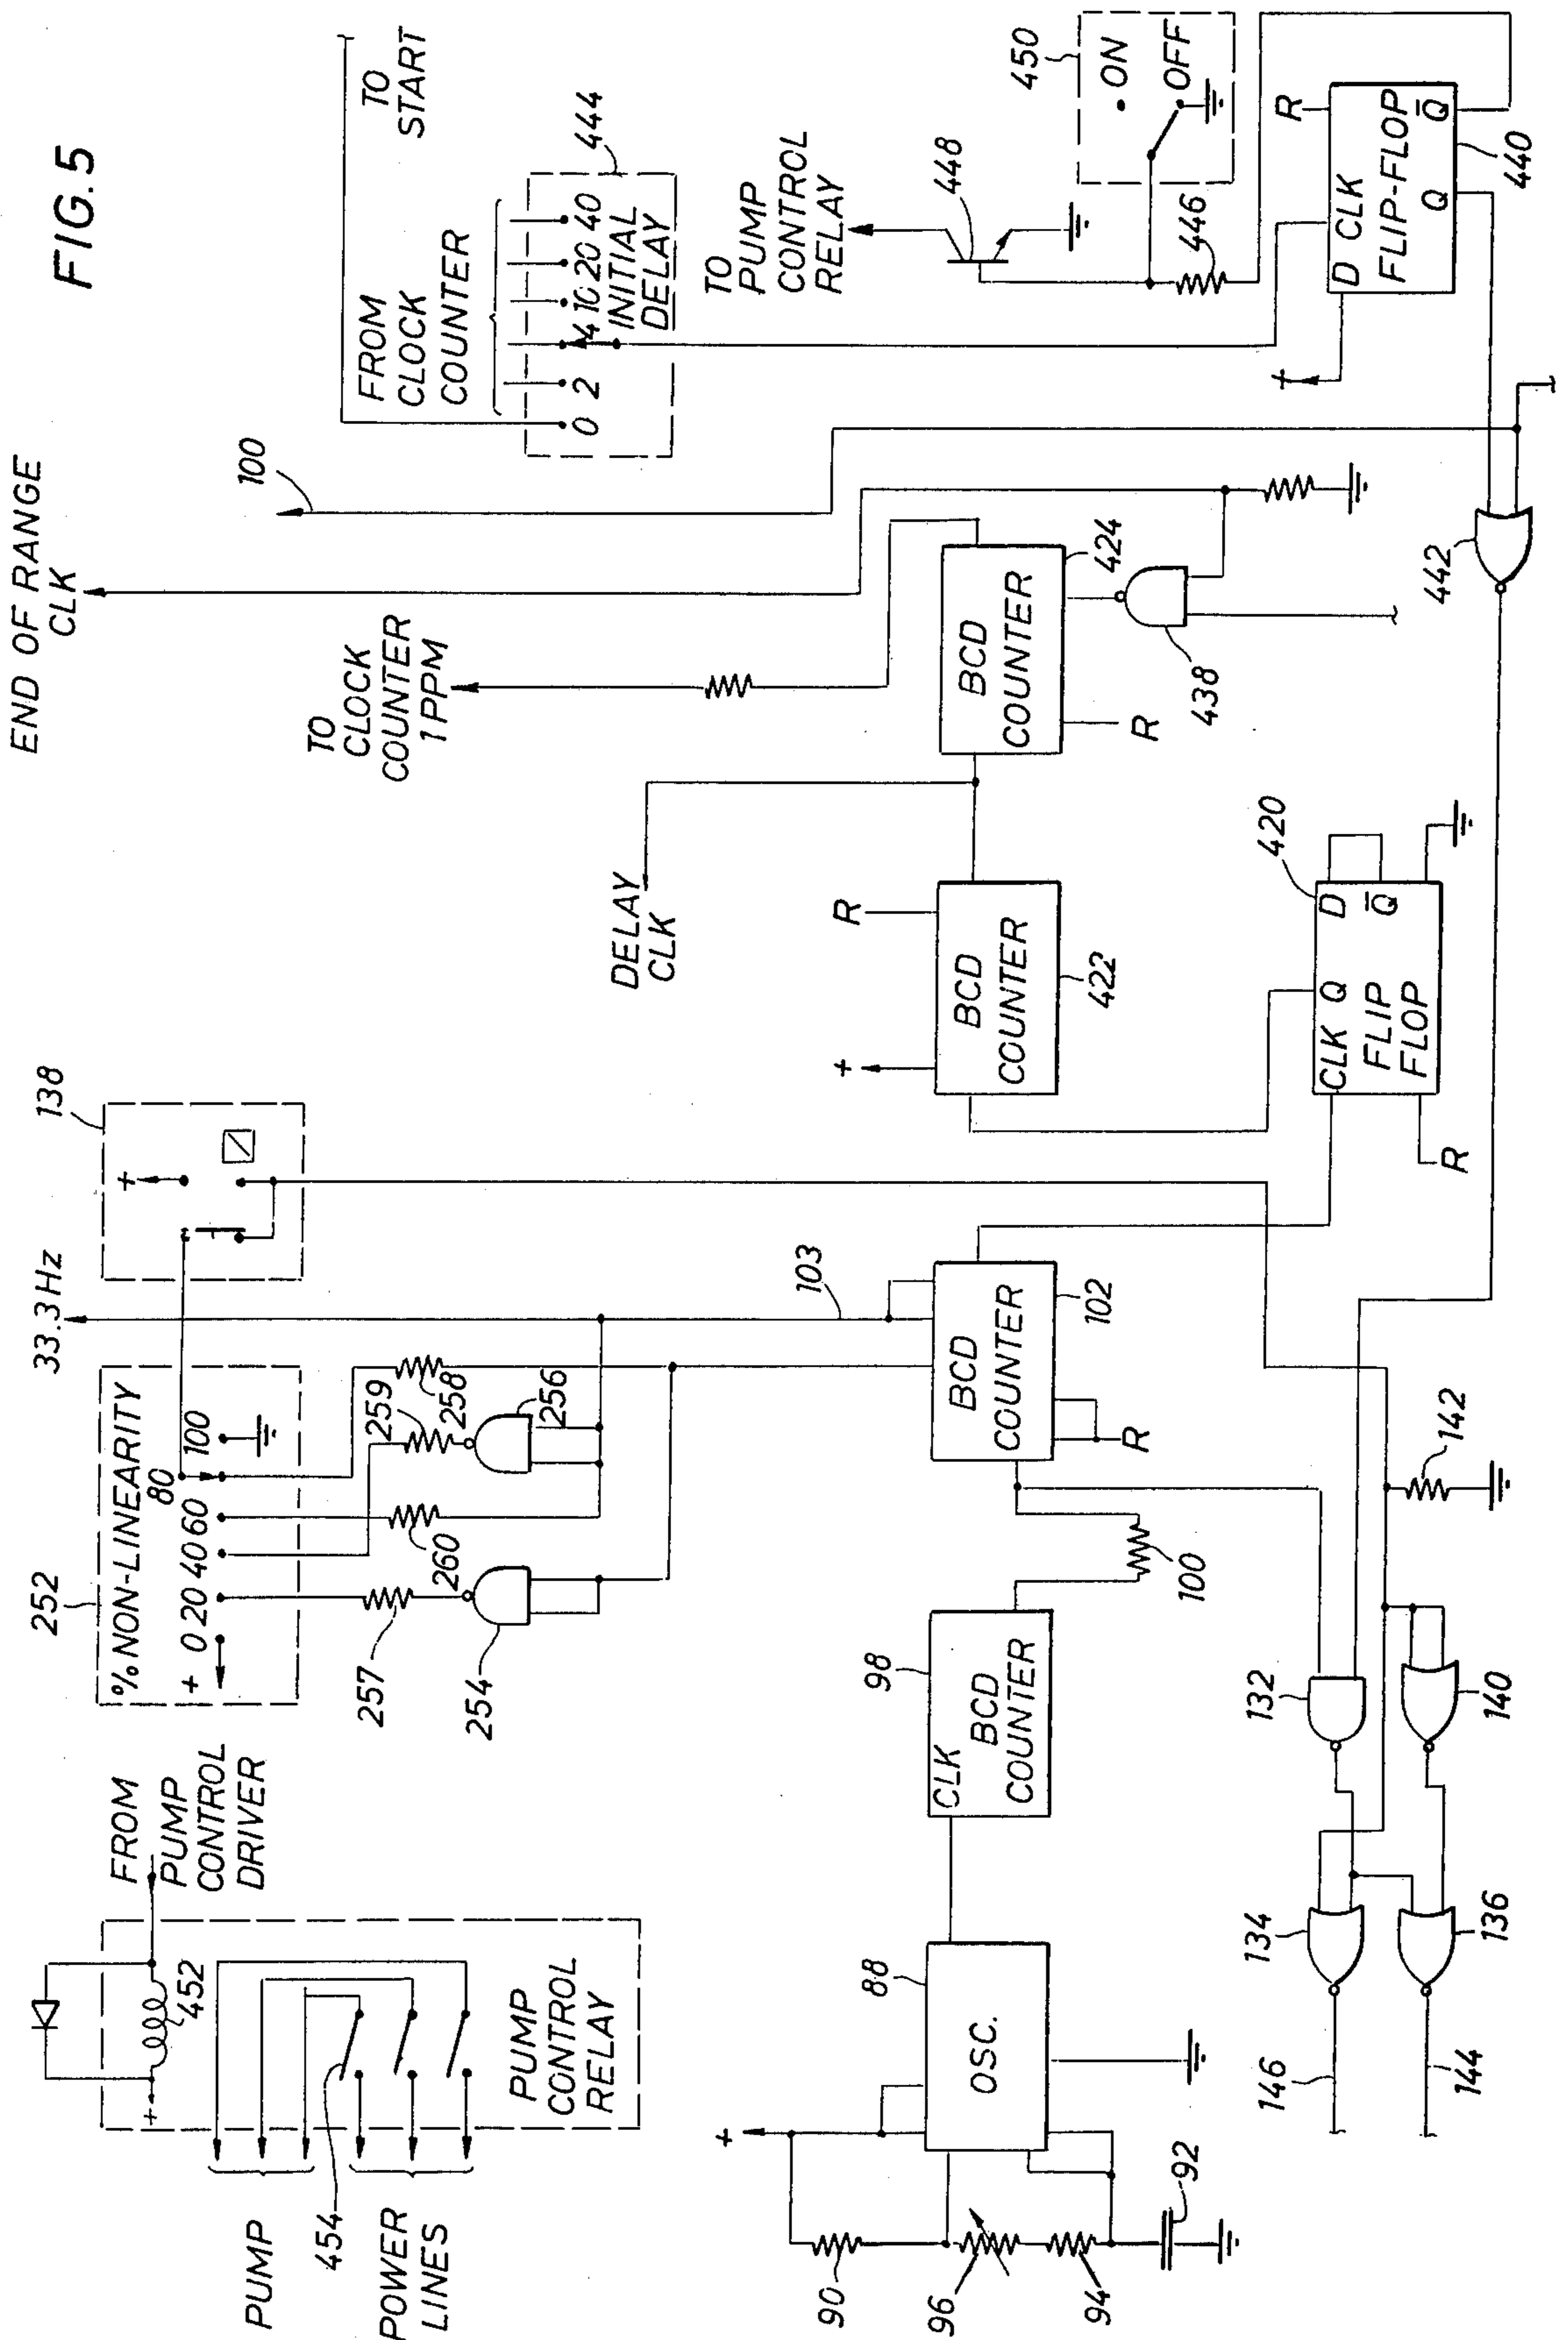 FIG.5
END OF RANGE
CLK
100
TO
START
FROM
CLOCK
COUNTER
444
0 2 4 10 20 40
INITIAL
DELAY
TO
CLOCK
COUNTER
1 PPM
TO
PUMP
CONTROL
RELAY
448
450
ON
OFF
446
R
D CLK
FLIP-FLOP
Q Q̅
440
+
442
BCD
COUNTER
424
R
438
DELAY
CLK
R
BCD
COUNTER
422
+
420
CLK Q D
FLIP
FLOP
Q̅
R
138
+
33.3 Hz
103
252
% NON-LINEARITY
+ 0 20 40 60 80 100
259
258
256
260
257
254
BCD
COUNTER
102
R
142
100
98
CLK
BCD
COUNTER
132
140
134
136
146
144
FROM
PUMP
CONTROL
DRIVER
+
452
PUMP
CONTROL
RELAY
PUMP
454
POWER
LINES
88
OSC.
+
90
96
94
92